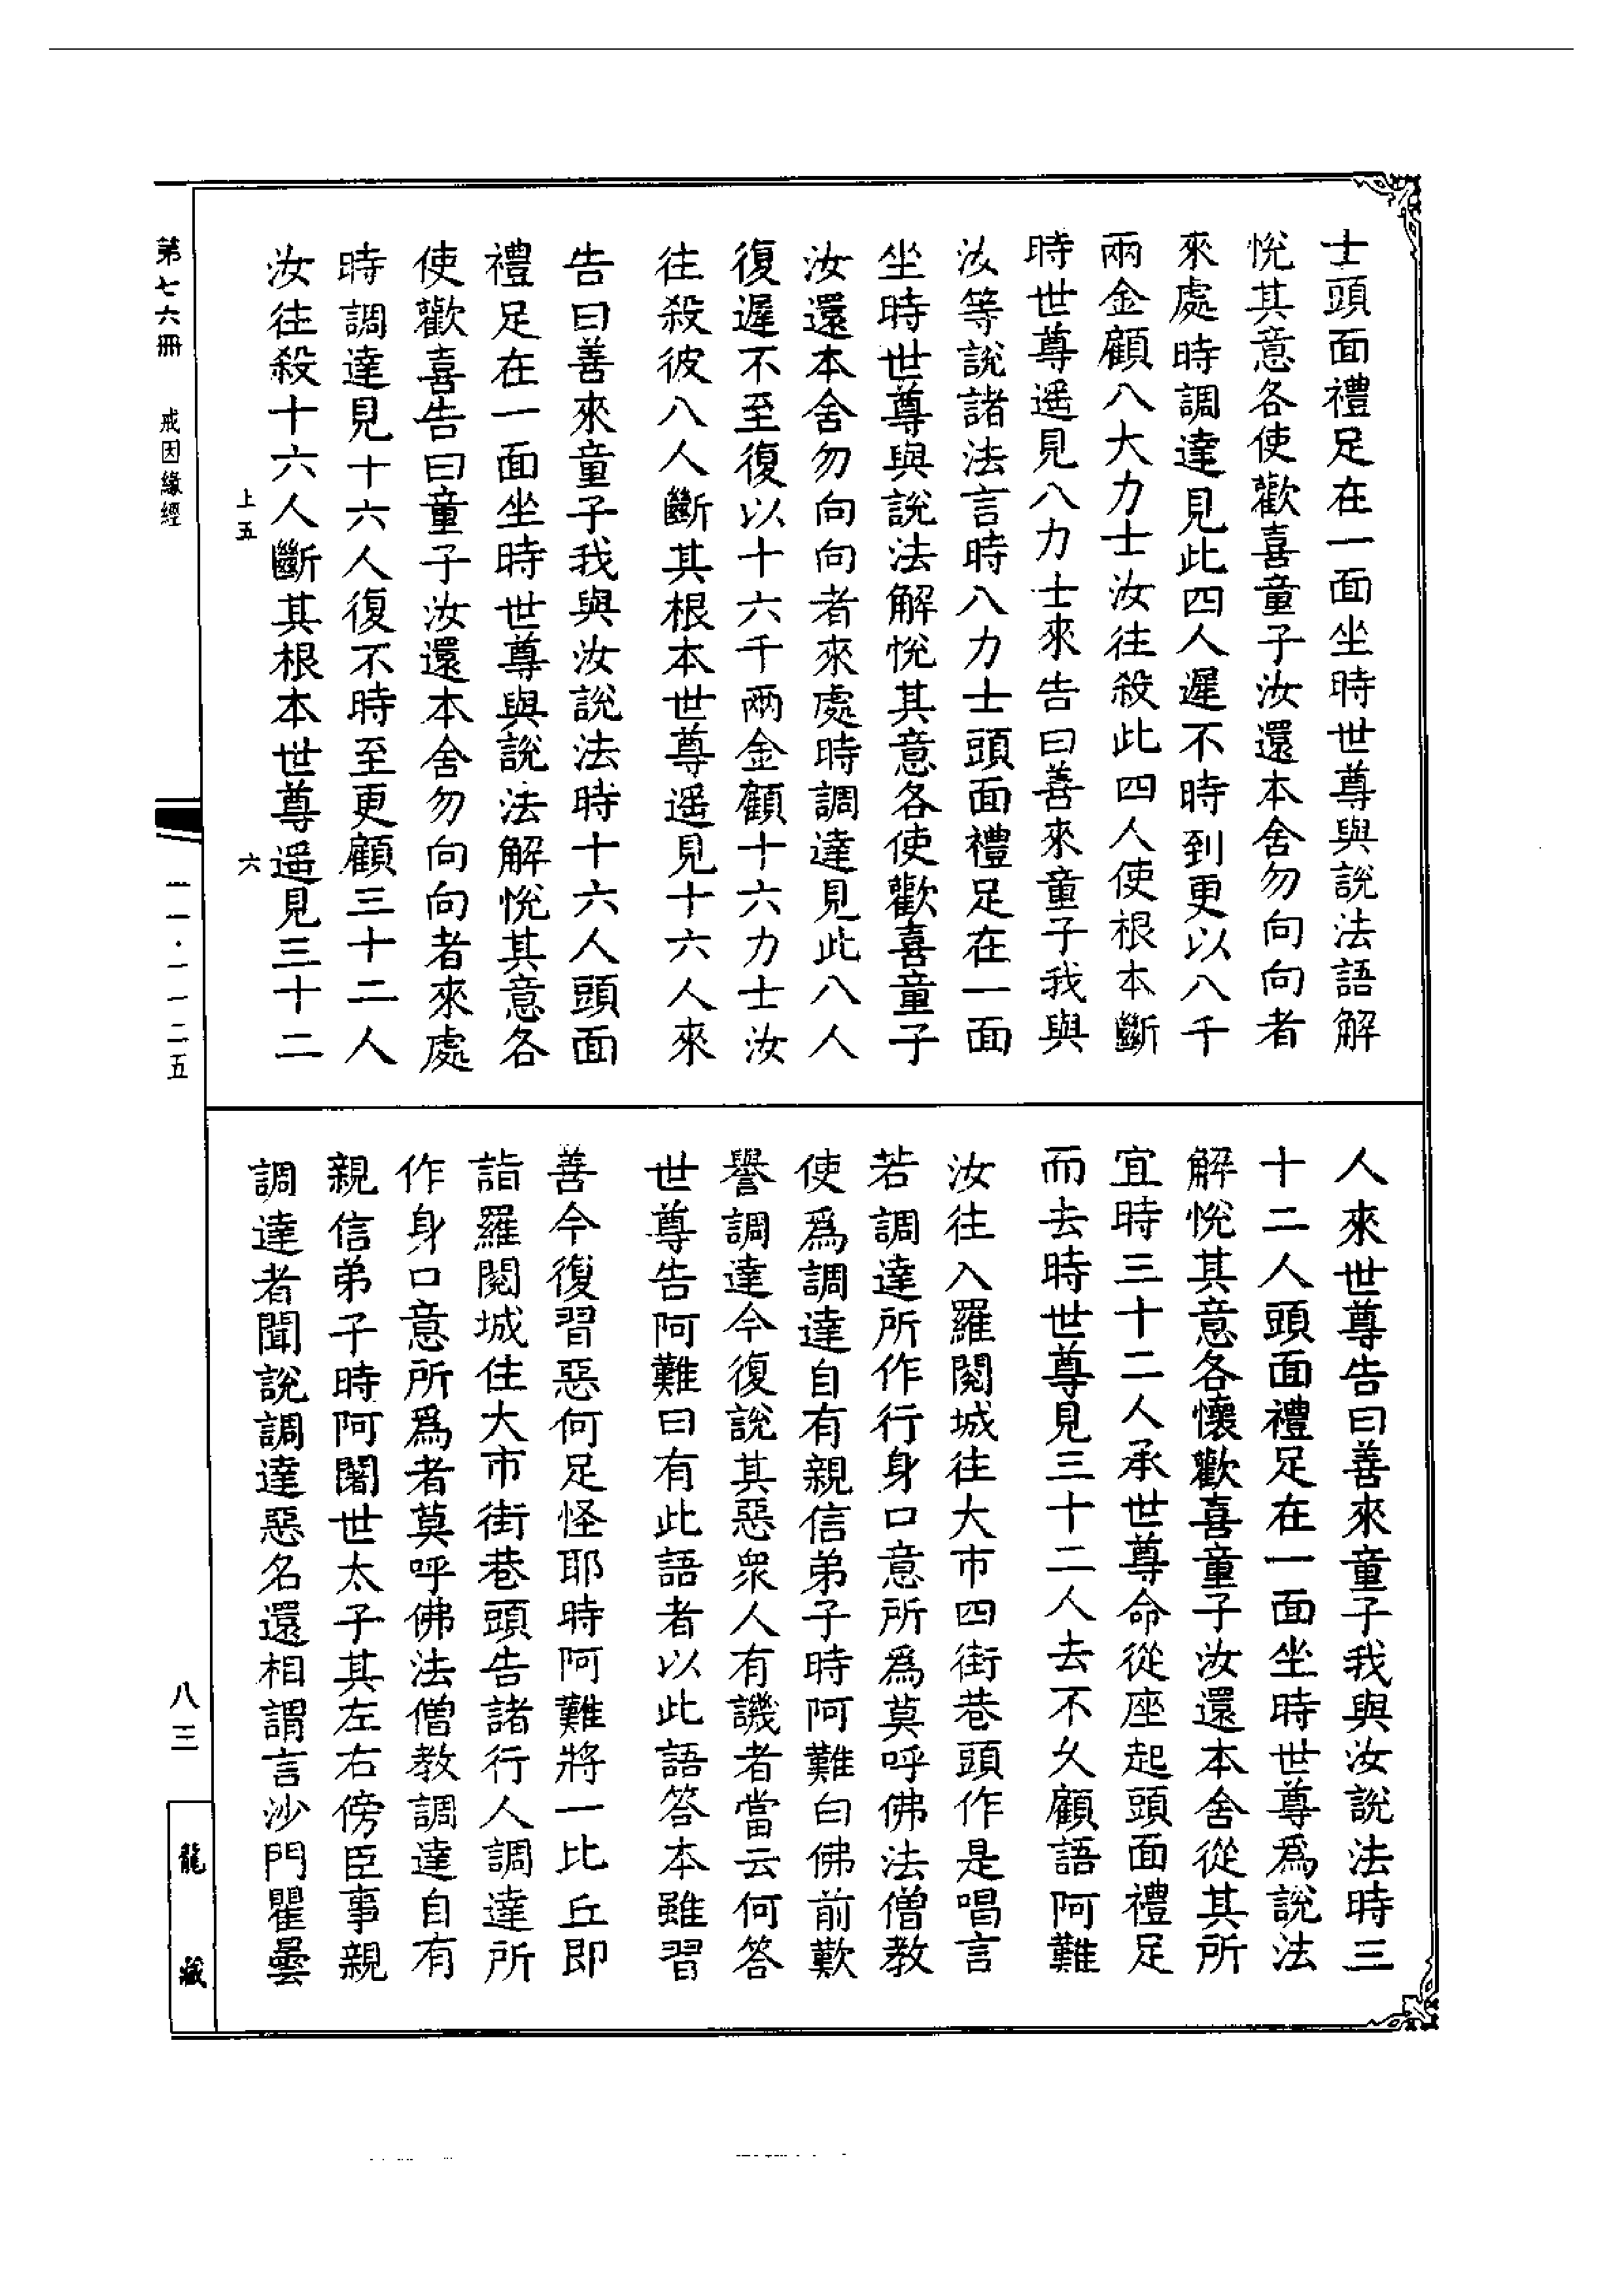 士頭面禮足在一面坐時世尊與說法語解
悅其意各使歡喜童子汝還本舍勿向向者
來處時調達見此四人遲不時到更以八千
兩金顧八大力士汝往殺此四人使根本斷
時世尊遥見八力士來告曰善來童子我與
汝等說諸法言時八力士頭面禮足在一面
坐時世尊與說法解悅其意各使歡喜童子
汝還本舍勿向向者來處時調達見此八人
復遲不至復以十六千兩金顧十六力士汝
往殺彼八人斷其根本世尊遥見十六人來
告曰善來童子我與汝說法時十六人頭面
禮足在一面坐時世尊與說法解悅其意各
使歡喜告曰童子汝還本舍勿向向者來處
時調達見十六人復不時至更顧三十二人
汝往殺十六人斷其根本世尊遥見三十二
上五
六
人來世尊告曰善來童子我與汝說法時三
十二人頭面禮足在一面坐時世尊爲說法
解悅其意各懷歡喜童子汝還本舍從其所
宜時三十二人承世尊命從座起頭面禮足
而去時世尊見三十二人去不久顧語阿難
汝往入羅閱城往大市四街巷頭作是唱言
若調達所作行身口意所爲莫呼佛法僧教
使爲調達自有親信弟子時阿難白佛前歎
譽調達今復說其惡衆人有譏者當云何答
世尊告阿難曰有此語者以此語答本雖習
善今復習惡何足怪耶時阿難將一比丘即
詣羅閱城住大市街巷頭告諸行人調達所
作身口意所爲者莫呼佛法僧教調達自有
親信弟子時阿闍世太子其左右傍臣事親
調達者聞說調達惡名還相謂言沙門瞿曇
第七六冊 戒因緣經
一一·一一二五
八三
龍藏